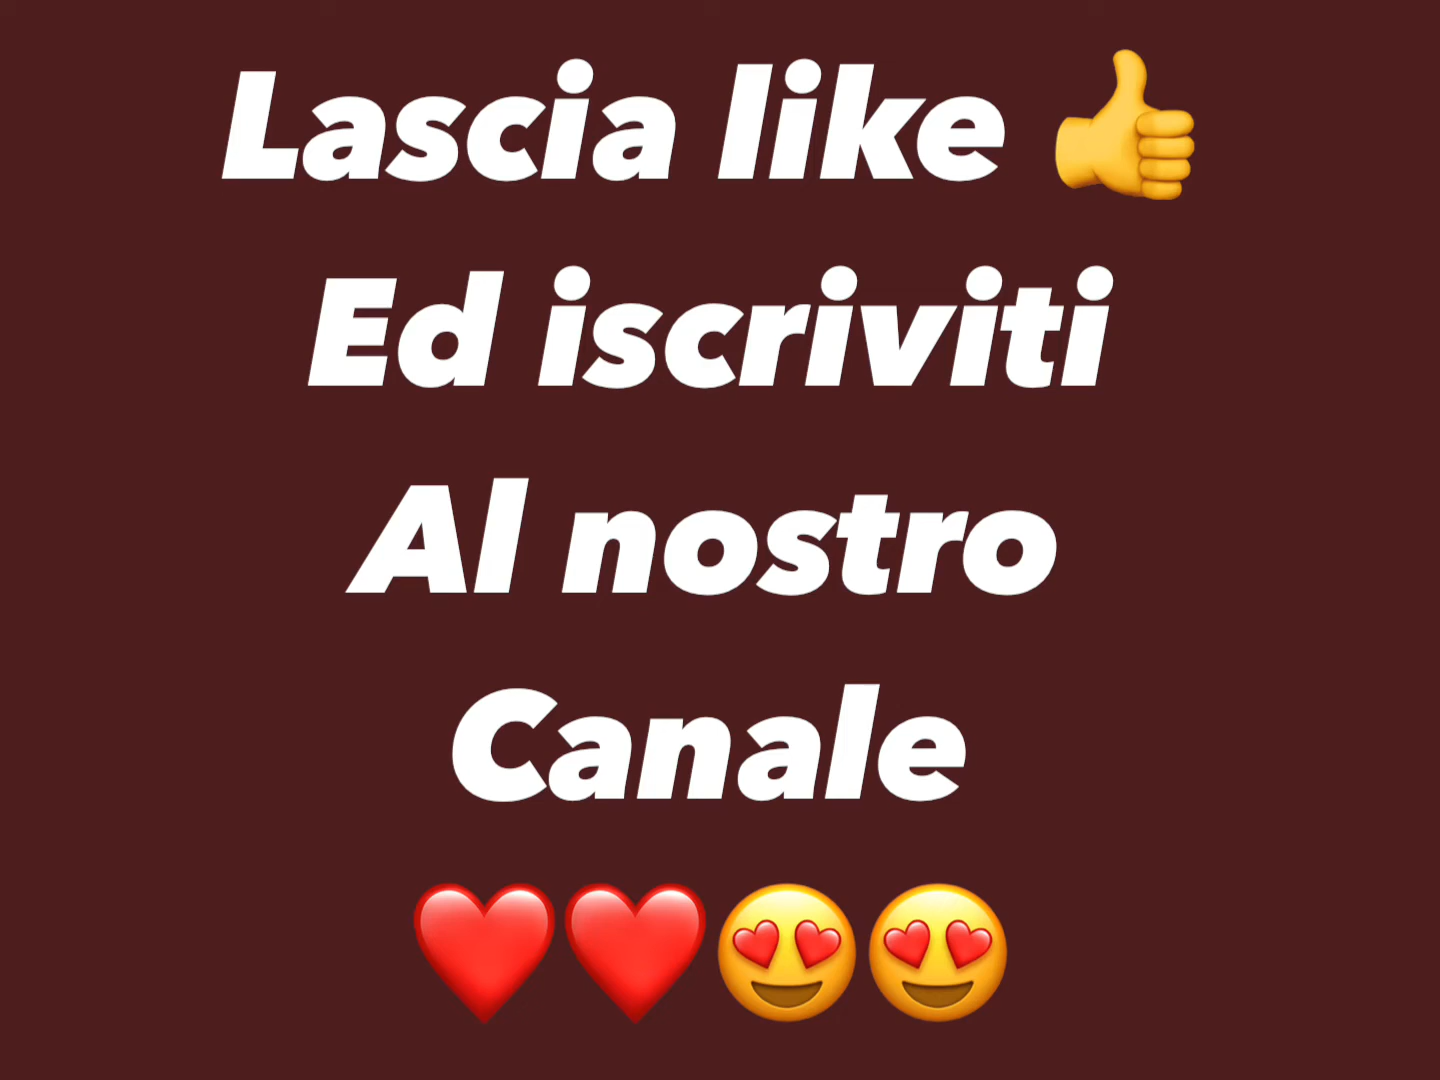 Lascia like 👍
Ed iscriviti
Al nostro
Canale
❤️❤️😍😍